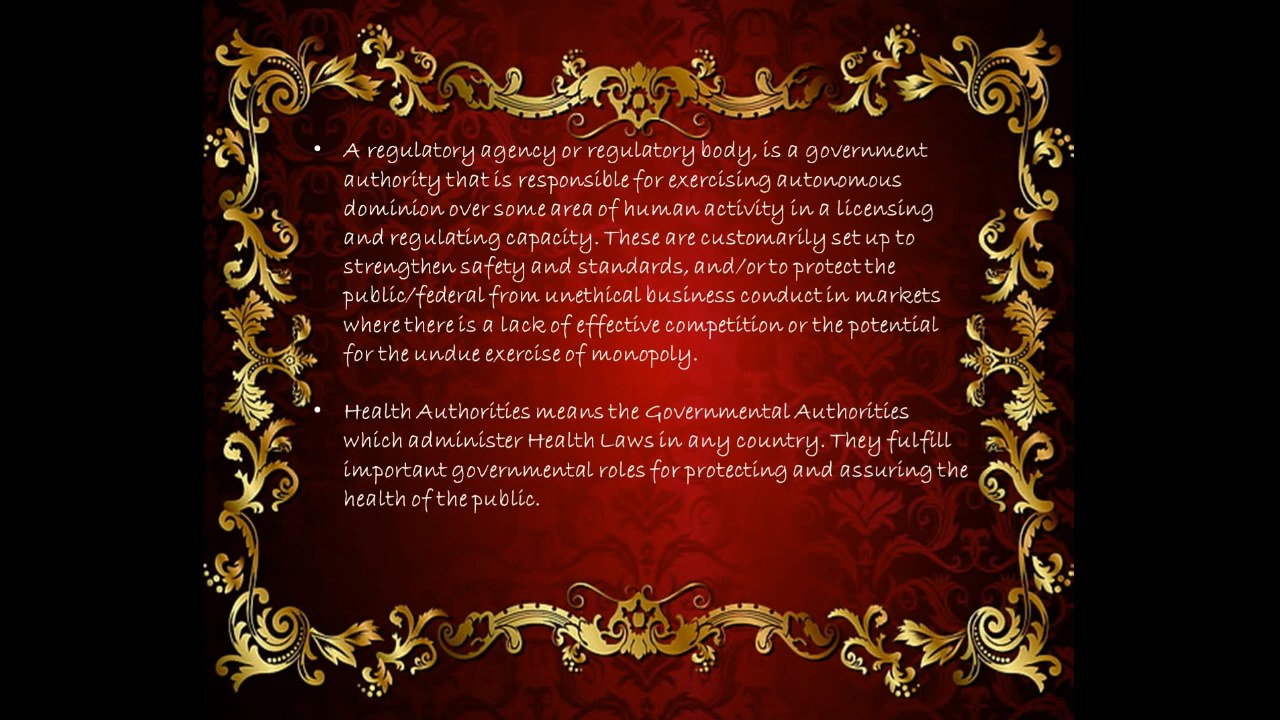 • A regulatory agency or regulatory body, is a government
authority that is responsible for exercising autonomous
dominion over some area of human activity in a licensing
and regulating capacity. These are customarily set up to
strengthen safety and standards, and/or to protect the
public/federal from unethical business conduct in markets
where there is a lack of effective competition or the potential
for the undue exercise of monopoly.
• Health Authorities means the Governmental Authorities
which administer Health Laws in any country. They fulfill
important governmental roles for protecting and assuring the
health of the public.